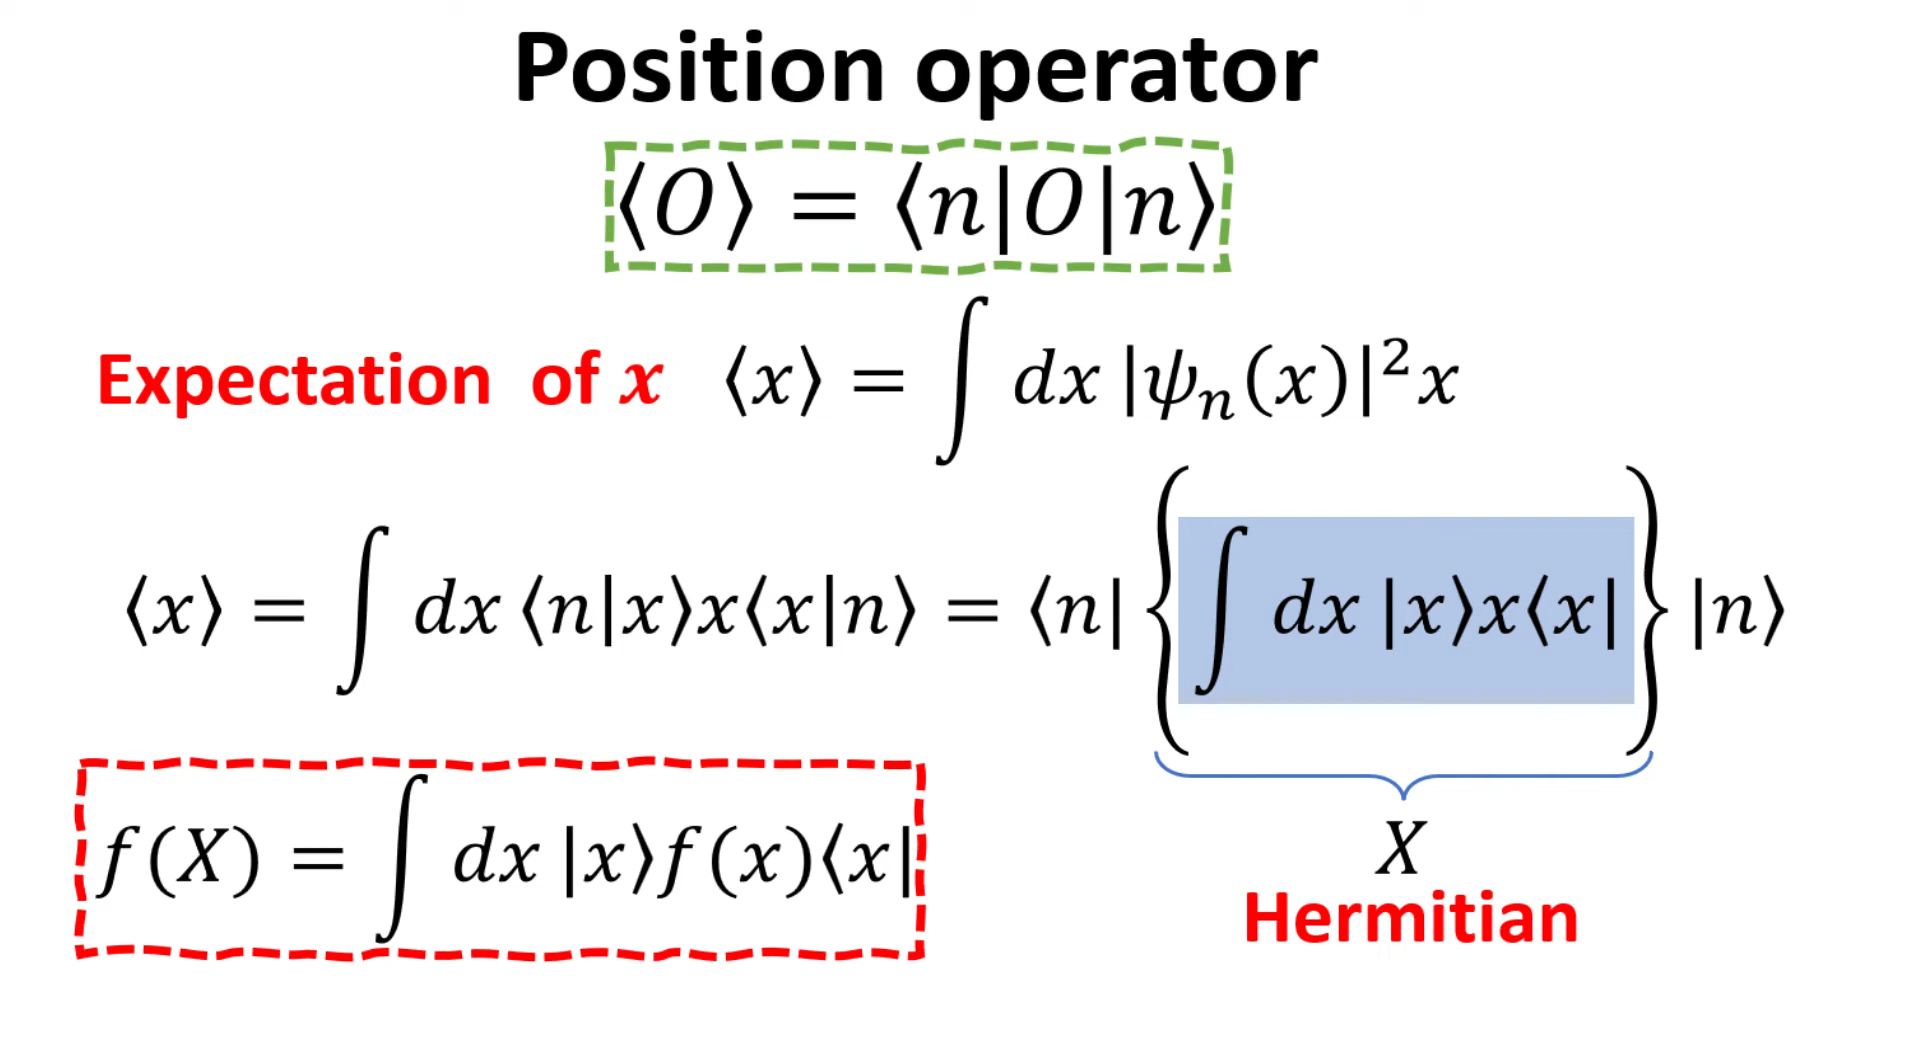 Position operator
⟨O⟩ = ⟨n|O|n⟩
Expectation of x ⟨x⟩ = ∫ dx |ψₙ(x)|²x
⟨x⟩ = ∫ dx ⟨n|x⟩x⟨x|n⟩ = ⟨n| {∫ dx |x⟩x⟨x|} |n⟩
f(X) = ∫ dx |x⟩f(x)⟨x|
X
Hermitian